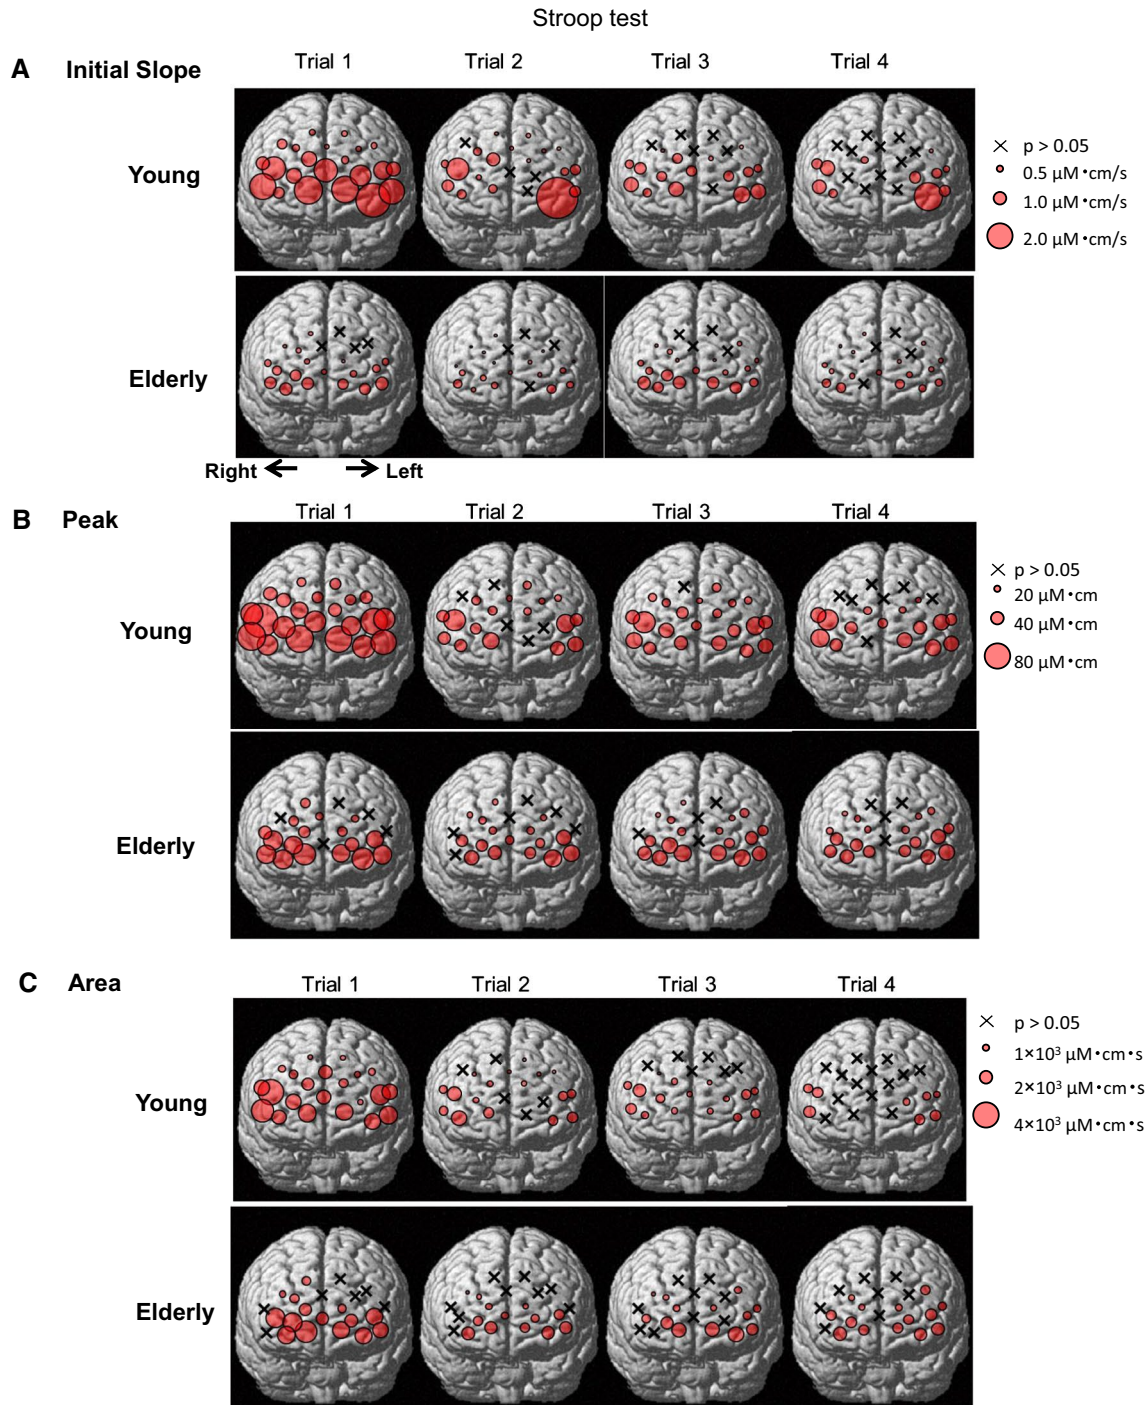 Stroop test
A Initial Slope
Trial 1 Trial 2 Trial 3 Trial 4
Young
× p > 0.05
0.5 μM•cm/s
1.0 μM•cm/s
2.0 μM•cm/s
Elderly
Right Left
B Peak
Trial 1 Trial 2 Trial 3 Trial 4
Young
× p > 0.05
20 μM•cm
40 μM•cm
80 μM•cm
Elderly
C Area
Trial 1 Trial 2 Trial 3 Trial 4
Young
× p > 0.05
1×10³ μM•cm•s
2×10³ μM•cm•s
4×10³ μM•cm•s
Elderly